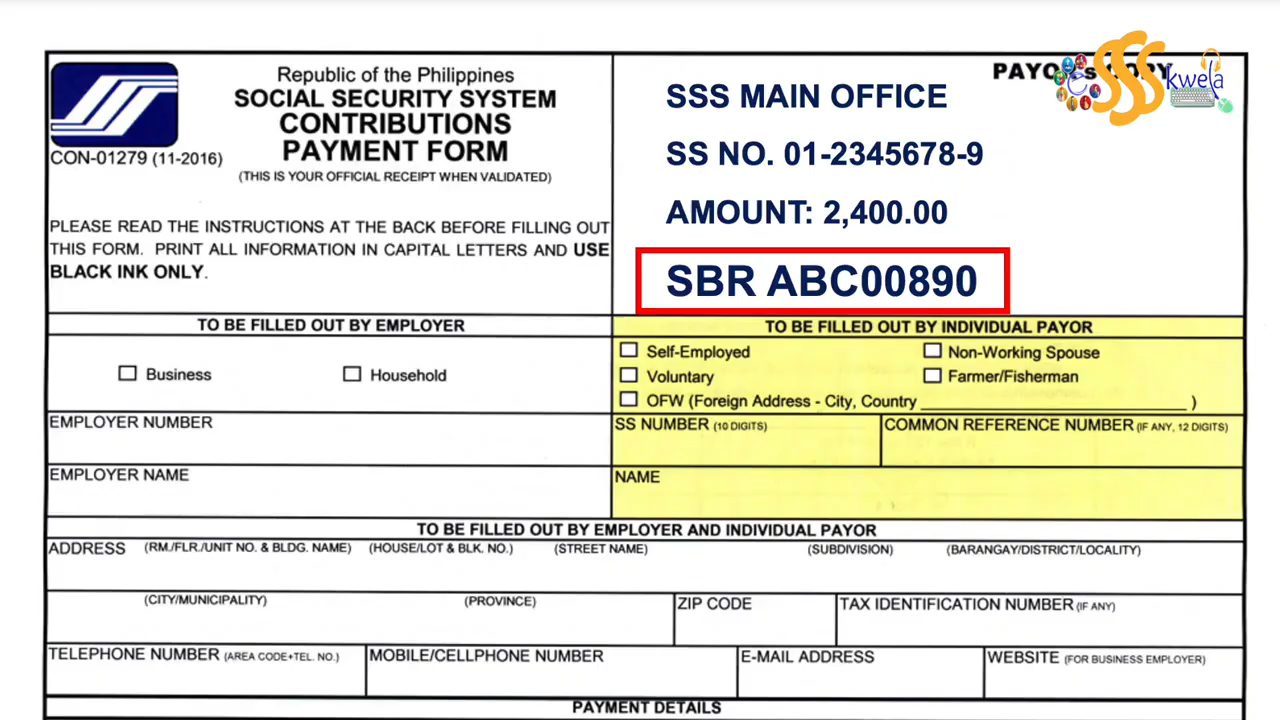 PAYOR'S COPY
eSSSkwela
Republic of the Philippines
SOCIAL SECURITY SYSTEM
CONTRIBUTIONS
PAYMENT FORM
CON-01279 (11-2016)
(THIS IS YOUR OFFICIAL RECEIPT WHEN VALIDATED)
PLEASE READ THE INSTRUCTIONS AT THE BACK BEFORE FILLING OUT
THIS FORM. PRINT ALL INFORMATION IN CAPITAL LETTERS AND USE
BLACK INK ONLY.
SSS MAIN OFFICE
SS NO. 01-2345678-9
AMOUNT: 2,400.00
SBR ABC00890
TO BE FILLED OUT BY EMPLOYER
Business Household
EMPLOYER NUMBER
EMPLOYER NAME
TO BE FILLED OUT BY INDIVIDUAL PAYOR
Self-Employed Non-Working Spouse
Voluntary Farmer/Fisherman
OFW (Foreign Address - City, Country ______________________________ )
SS NUMBER (10 DIGITS) COMMON REFERENCE NUMBER (IF ANY, 12 DIGITS)
NAME
TO BE FILLED OUT BY EMPLOYER AND INDIVIDUAL PAYOR
ADDRESS (RM./FLR./UNIT NO. & BLDG. NAME) (HOUSE/LOT & BLK. NO.) (STREET NAME) (SUBDIVISION) (BARANGAY/DISTRICT/LOCALITY)
(CITY/MUNICIPALITY) (PROVINCE) ZIP CODE TAX IDENTIFICATION NUMBER (IF ANY)
TELEPHONE NUMBER (AREA CODE+TEL. NO.) MOBILE/CELLPHONE NUMBER E-MAIL ADDRESS WEBSITE (FOR BUSINESS EMPLOYER)
PAYMENT DETAILS